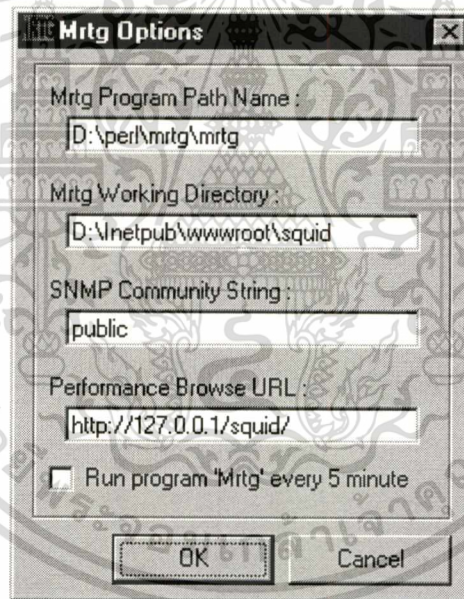 Mrtg Options
Mrtg Program Path Name :
D:\perl\mrtg\mrtg
Mrtg Working Directory :
D:\Inetpub\wwwroot\squid
SNMP Community String :
public
Performance Browse URL :
http://127.0.0.1/squid/
Run program 'Mrtg' every 5 minute
OK
Cancel